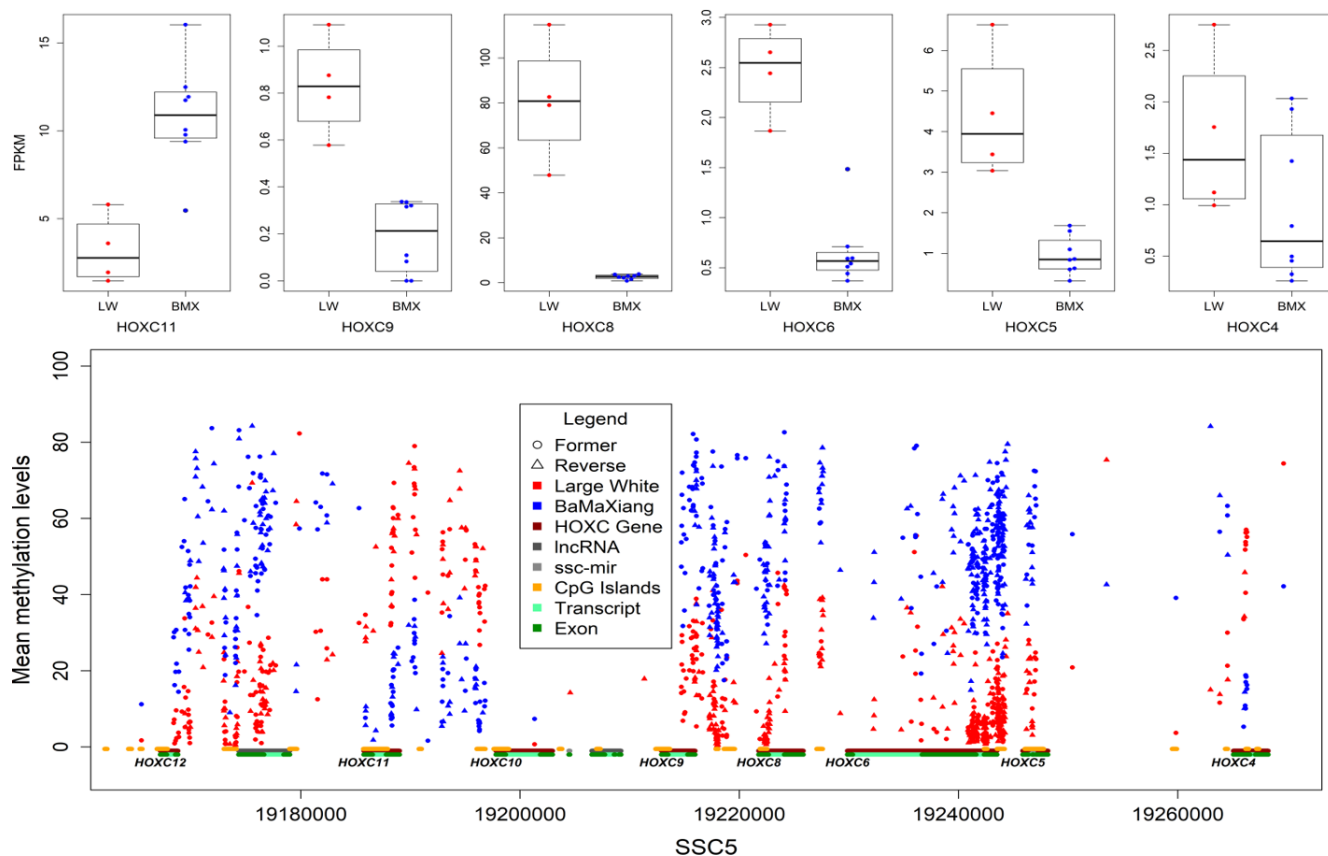 FPKM
5 10 15
LW BMX
HOXC11
0.0 0.2 0.4 0.6 0.8 1.0
LW BMX
HOXC9
0 20 40 60 80 100
LW BMX
HOXC8
0.5 1.0 1.5 2.0 2.5 3.0
LW BMX
HOXC6
1 2 3 4 5 6
LW BMX
HOXC5
0.5 1.0 1.5 2.0 2.5
LW BMX
HOXC4
Mean methylation levels
0 20 40 60 80 100
Legend
Former
Reverse
Large White
BaMaXiang
HOXC Gene
lncRNA
ssc-mir
CpG Islands
Transcript
Exon
HOXC12 HOXC11 HOXC10 HOXC9 HOXC8 HOXC6 HOXC5 HOXC4
19180000 19200000 19220000 19240000 19260000
SSC5